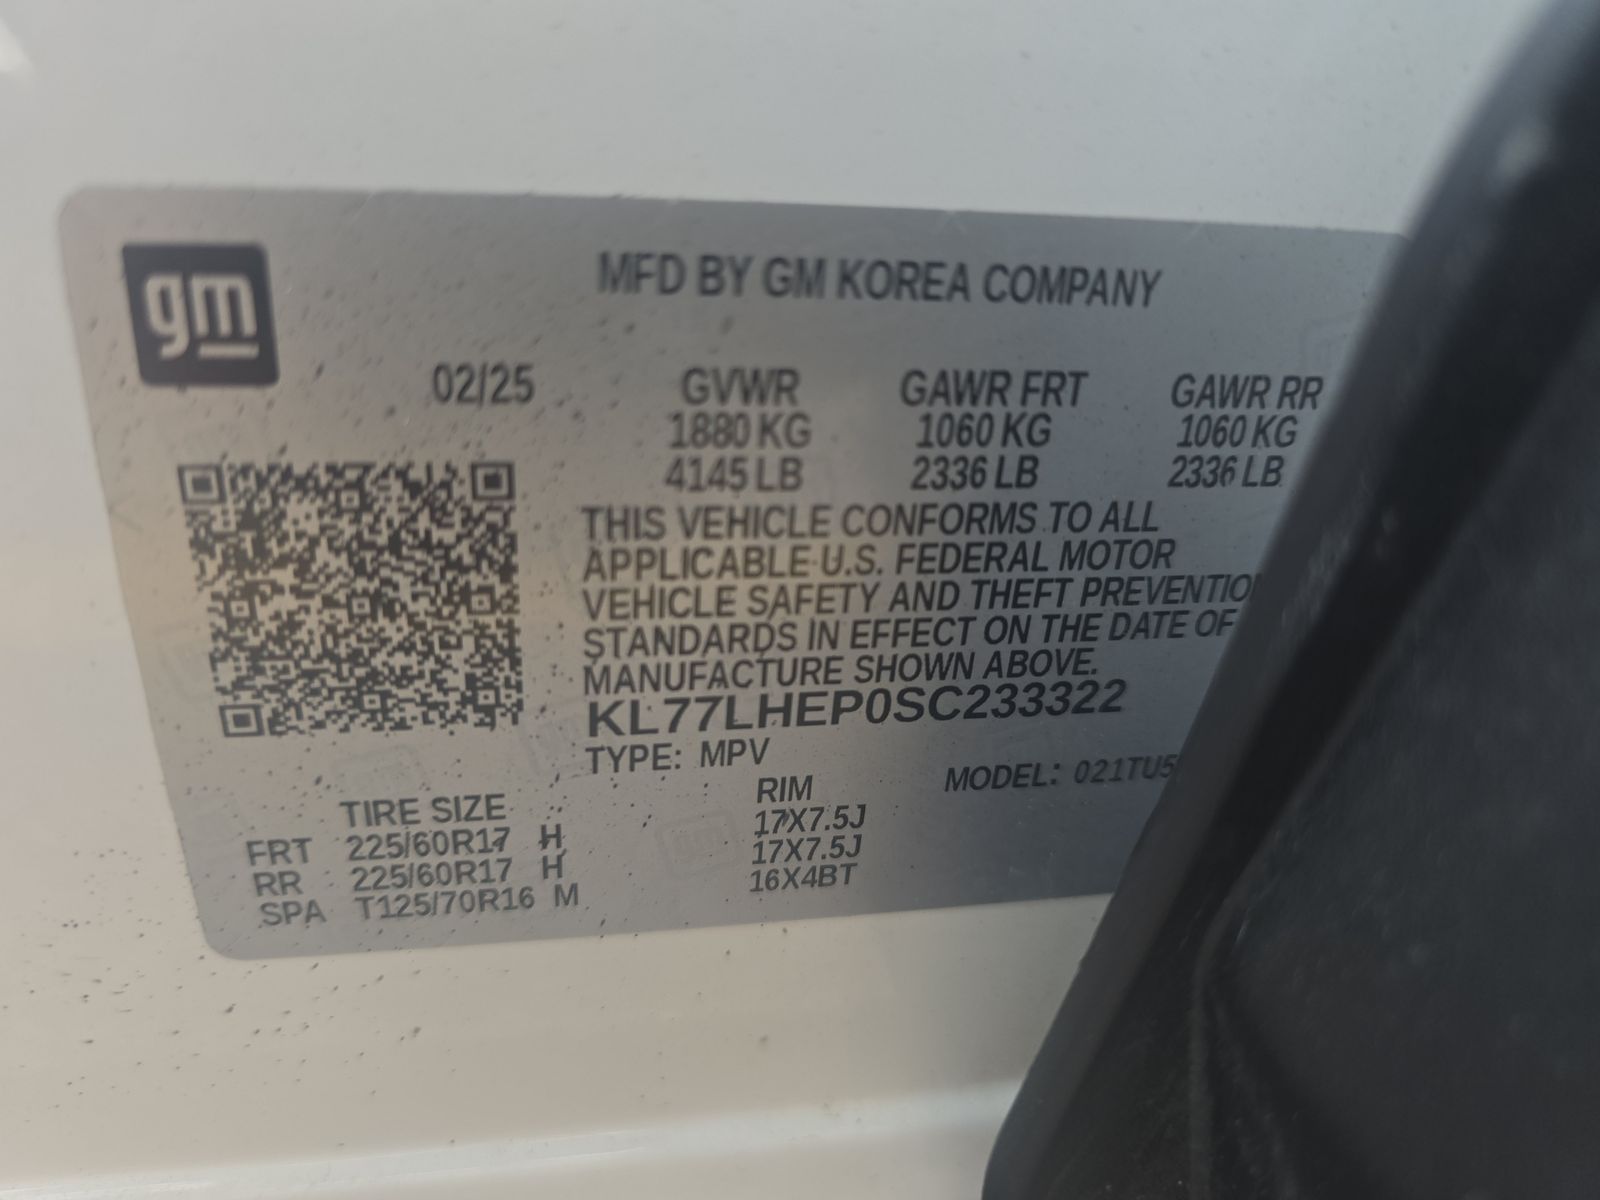 gm
MFD BY GM KOREA COMPANY
02/25 GVWR GAWR FRT GAWR RR
1880 KG 1060 KG 1060 KG
4145 LB 2336 LB 2336 LB
THIS VEHICLE CONFORMS TO ALL
APPLICABLE U.S. FEDERAL MOTOR
VEHICLE SAFETY AND THEFT PREVENTIO
STANDARDS IN EFFECT ON THE DATE OF
MANUFACTURE SHOWN ABOVE.
KL77LHEP0SC233322
TYPE: MPV MODEL: 021TU5
TIRE SIZE RIM
FRT 225/60R17 H 17X7.5J
RR 225/60R17 H 17X7.5J
SPA T125/70R16 M 16X4BT